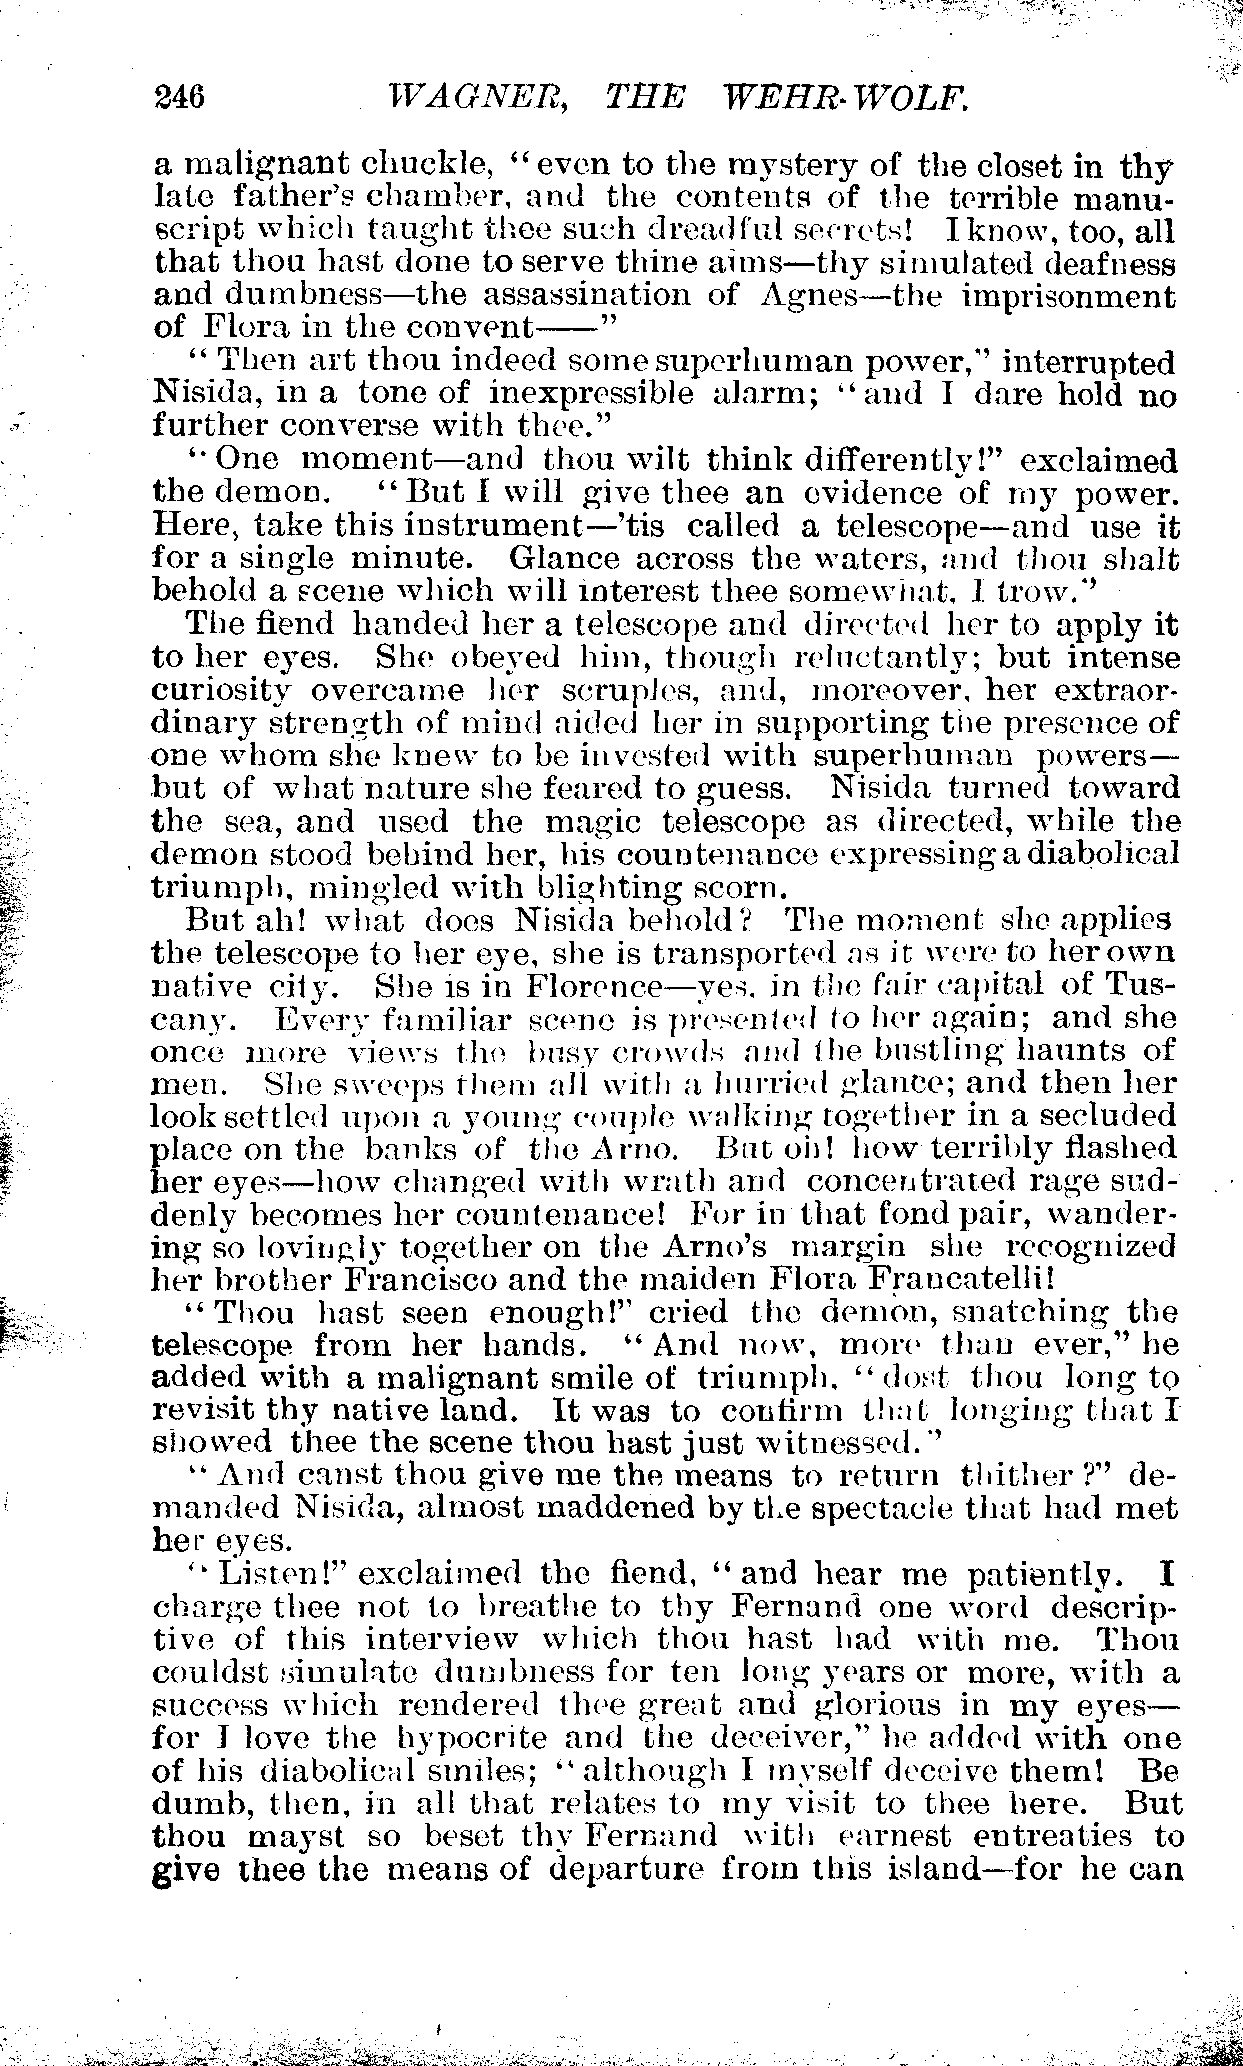 246 WAGNER, THE WEHR-WOLF.
a malignant chuckle, "even to the mystery of the closet in thy
late father's chamber, and the contents of the terrible manu-
script which taught thee such dreadful secrets! I know, too, all
that thou hast done to serve thine aims—thy simulated deafness
and dumbness—the assassination of Agnes—the imprisonment
of Flora in the convent——"
"Then art thou indeed some superhuman power," interrupted
Nisida, in a tone of inexpressible alarm; "and I dare hold no
further converse with thee."
"One moment—and thou wilt think differently!" exclaimed
the demon. "But I will give thee an evidence of my power.
Here, take this instrument—'tis called a telescope—and use it
for a single minute. Glance across the waters, and thou shalt
behold a scene which will interest thee somewhat, I trow."
The fiend handed her a telescope and directed her to apply it
to her eyes. She obeyed him, though reluctantly; but intense
curiosity overcame her scruples, and, moreover, her extraor-
dinary strength of mind aided her in supporting the presence of
one whom she knew to be invested with superhuman powers—
but of what nature she feared to guess. Nisida turned toward
the sea, and used the magic telescope as directed, while the
demon stood behind her, his countenance expressing a diabolical
triumph, mingled with blighting scorn.
But ah! what does Nisida behold? The moment she applies
the telescope to her eye, she is transported as it were to her own
native city. She is in Florence—yes, in the fair capital of Tus-
cany. Every familiar scene is presented to her again; and she
once more views the busy crowds and the bustling haunts of
men. She sweeps them all with a hurried glance; and then her
look settled upon a young couple walking together in a secluded
place on the banks of the Arno. But oh! how terribly flashed
her eyes—how changed with wrath and concentrated rage sud-
denly becomes her countenance! For in that fond pair, wander-
ing so lovingly together on the Arno's margin she recognized
her brother Francisco and the maiden Flora Francatelli!
"Thou hast seen enough!" cried the demon, snatching the
telescope from her hands. "And now, more than ever," he
added with a malignant smile of triumph, "dost thou long to
revisit thy native land. It was to confirm that longing that I
showed thee the scene thou hast just witnessed."
"And canst thou give me the means to return thither?" de-
manded Nisida, almost maddened by the spectacle that had met
her eyes.
"Listen!" exclaimed the fiend, "and hear me patiently. I
charge thee not to breathe to thy Fernand one word descrip-
tive of this interview which thou hast had with me. Thou
couldst simulate dumbness for ten long years or more, with a
success which rendered thee great and glorious in my eyes—
for I love the hypocrite and the deceiver," he added with one
of his diabolical smiles; "although I myself deceive them! Be
dumb, then, in all that relates to my visit to thee here. But
thou mayst so beset thy Fernand with earnest entreaties to
give thee the means of departure from this island—for he can